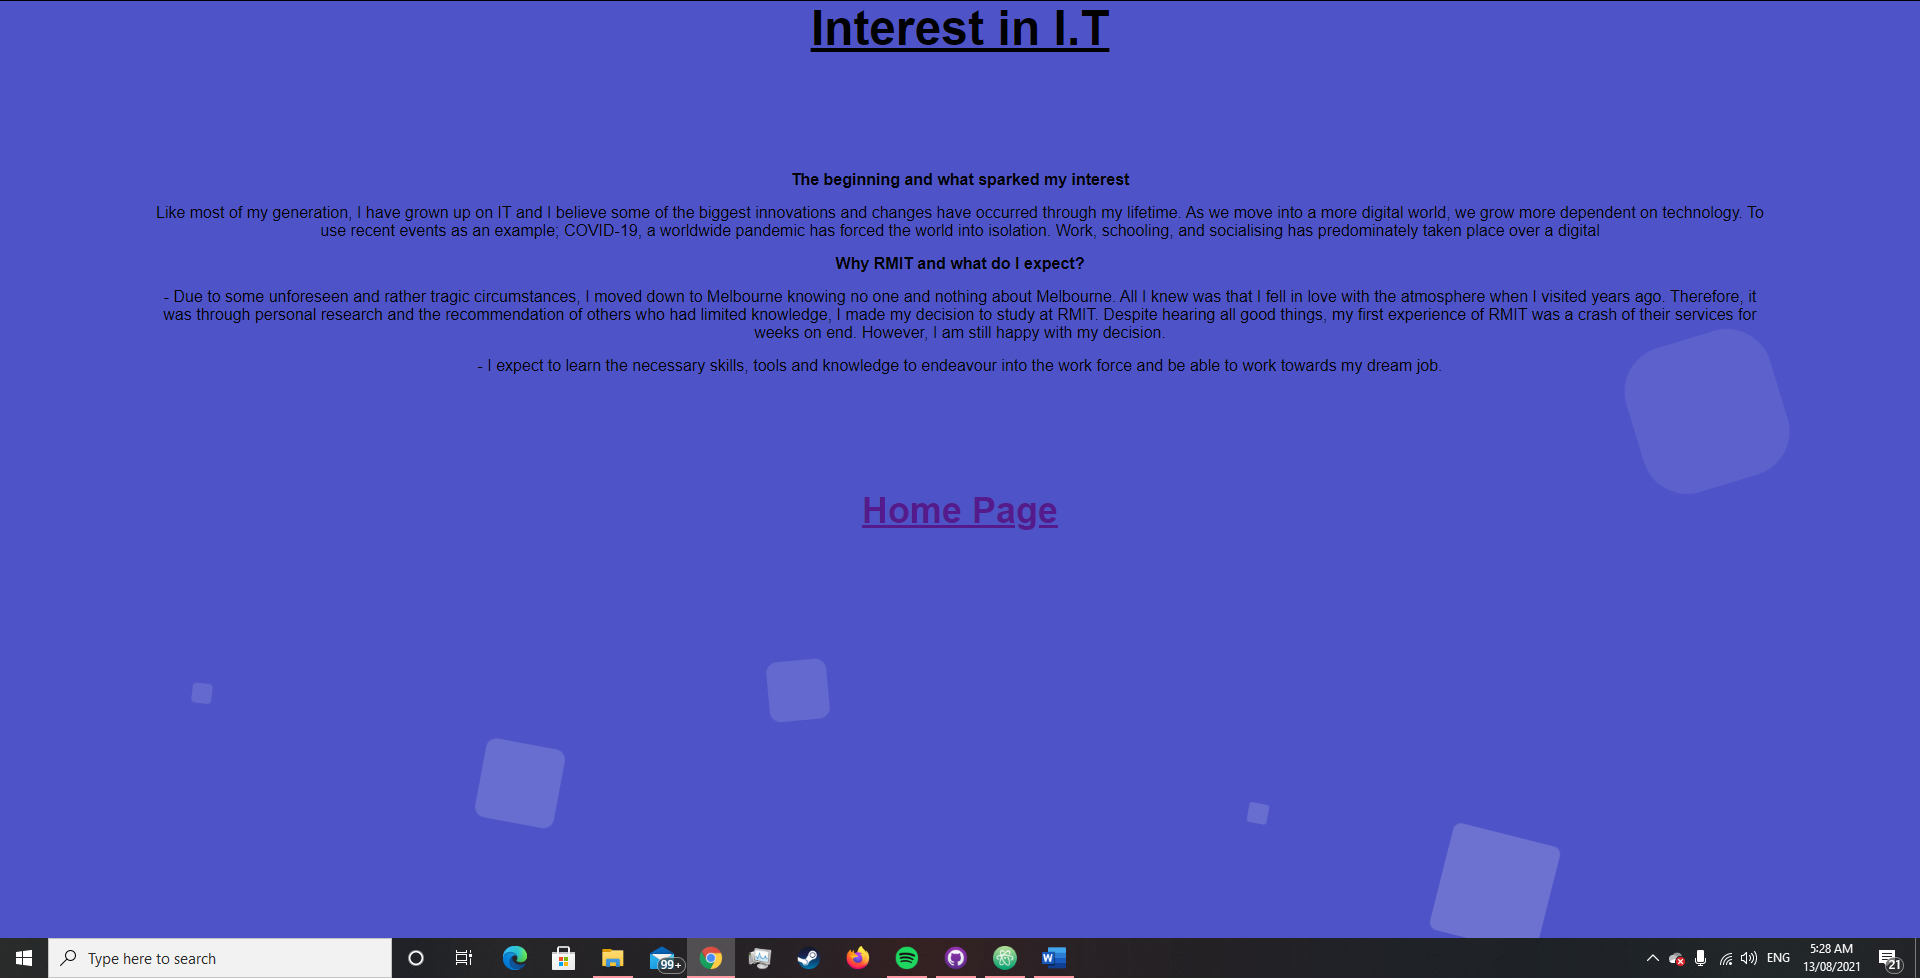 Interest in I.T
The beginning and what sparked my interest
Like most of my generation, I have grown up on IT and I believe some of the biggest innovations and changes have occurred through my lifetime. As we move into a more digital world, we grow more dependent on technology. To
use recent events as an example; COVID-19, a worldwide pandemic has forced the world into isolation. Work, schooling, and socialising has predominately taken place over a digital
Why RMIT and what do I expect?
- Due to some unforeseen and rather tragic circumstances, I moved down to Melbourne knowing no one and nothing about Melbourne. All I knew was that I fell in love with the atmosphere when I visited years ago. Therefore, it
was through personal research and the recommendation of others who had limited knowledge, I made my decision to study at RMIT. Despite hearing all good things, my first experience of RMIT was a crash of their services for
weeks on end. However, I am still happy with my decision.
- I expect to learn the necessary skills, tools and knowledge to endeavour into the work force and be able to work towards my dream job.
Home Page
Type here to search
99+
W
ENG
5:28 AM
13/08/2021
21